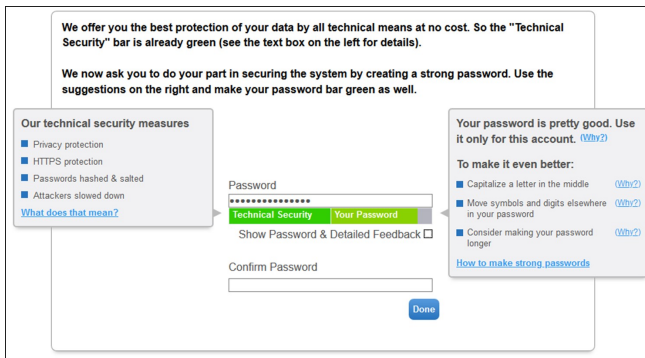 We offer you the best protection of your data by all technical means at no cost. So the "Technical
Security" bar is already green (see the text box on the left for details).
We now ask you to do your part in securing the system by creating a strong password. Use the
suggestions on the right and make your password bar green as well.
Our technical security measures
Privacy protection
HTTPS protection
Passwords hashed & salted
Attackers slowed down
What does that mean?
Password
•••••••••••••••
Technical Security Your Password
Show Password & Detailed Feedback
Confirm Password
Done
Your password is pretty good. Use
it only for this account. (Why?)
To make it even better:
Capitalize a letter in the middle (Why?)
Move symbols and digits elsewhere (Why?)
in your password
Consider making your password (Why?)
longer
How to make strong passwords